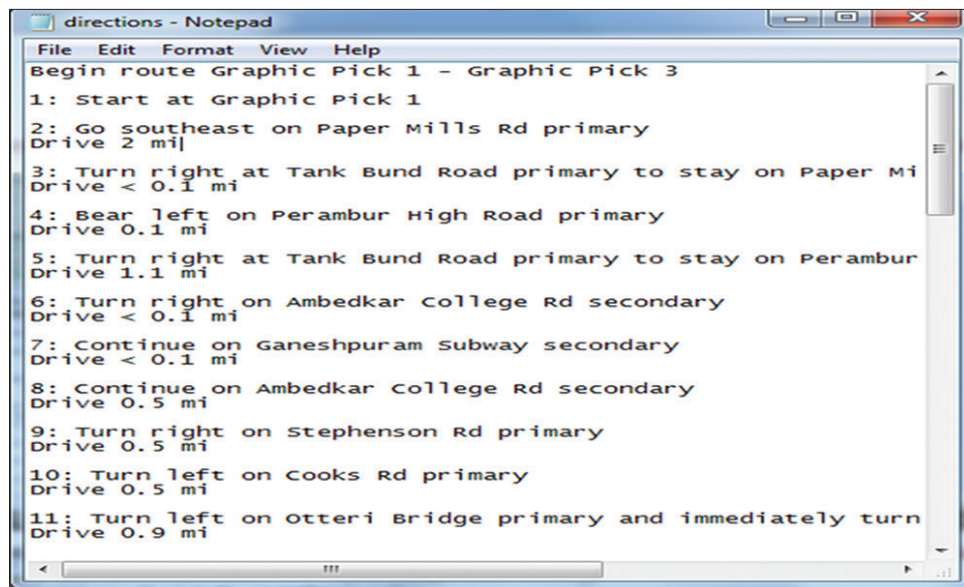 directions - Notepad
File Edit Format View Help
Begin route Graphic Pick 1 – Graphic Pick 3
1: Start at Graphic Pick 1
2: Go southeast on Paper Mills Rd primary
Drive 2 mi
3: Turn right at Tank Bund Road primary to stay on Paper Mi
Drive < 0.1 mi
4: Bear left on Perambur High Road primary
Drive 0.1 mi
5: Turn right at Tank Bund Road primary to stay on Perambur
Drive 1.1 mi
6: Turn right on Ambedkar College Rd secondary
Drive < 0.1 mi
7: Continue on Ganeshpuram Subway secondary
Drive < 0.1 mi
8: Continue on Ambedkar College Rd secondary
Drive 0.5 mi
9: Turn right on Stephenson Rd primary
Drive 0.5 mi
10: Turn left on Cooks Rd primary
Drive 0.5 mi
11: Turn left on Otteri Bridge primary and immediately turn
Drive 0.9 mi